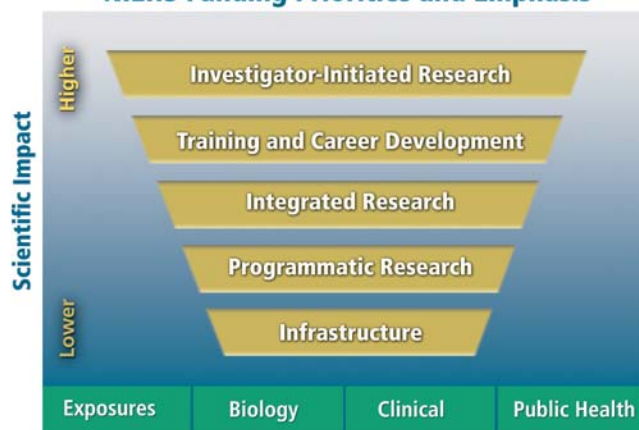 Funding Priorities and Emphasis
Scientific Impact
Higher
Lower
Investigator-Initiated Research
Training and Career Development
Integrated Research
Programmatic Research
Infrastructure
Exposures
Biology
Clinical
Public Health